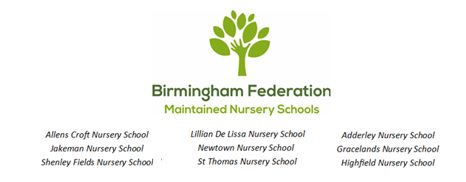 Birmingham Federation
Maintained Nursery Schools
Allens Croft Nursery School
Lillian De Lissa Nursery School
Adderley Nursery School
Jakeman Nursery School
Newtown Nursery School
Gracelands Nursery School
Shenley Fields Nursery School
St Thomas Nursery School
Highfield Nursery School